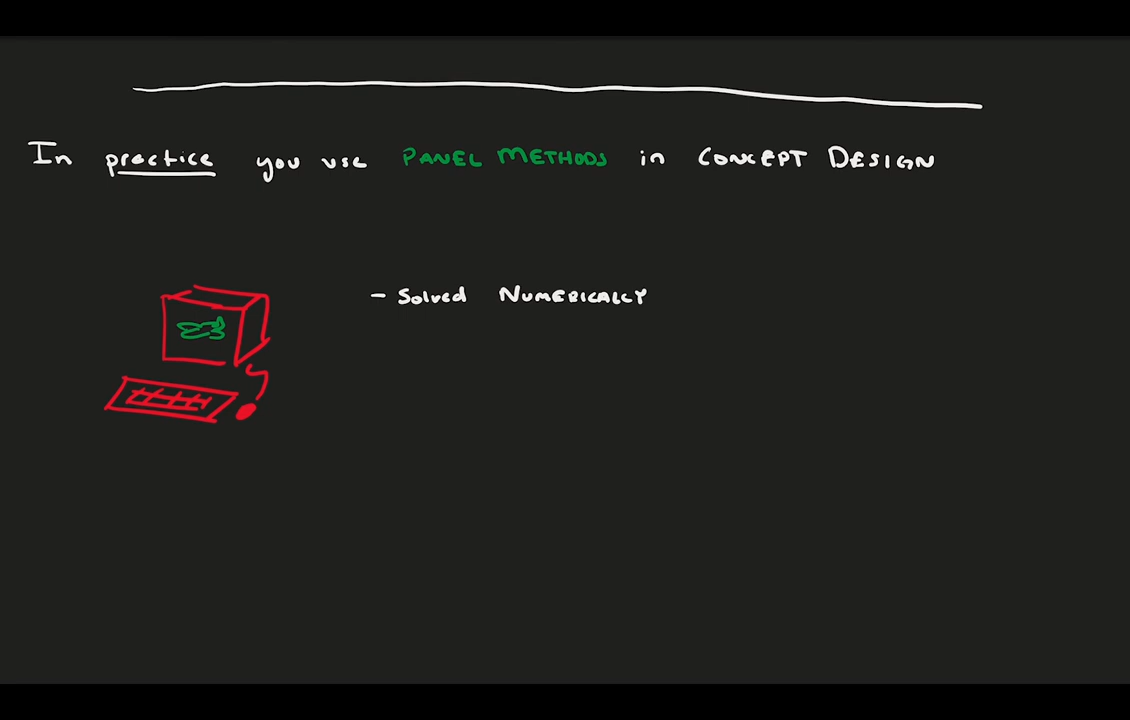 In practice you use PANEL METHODS in CONCEPT DESIGN
- Solved NUMERICALLY